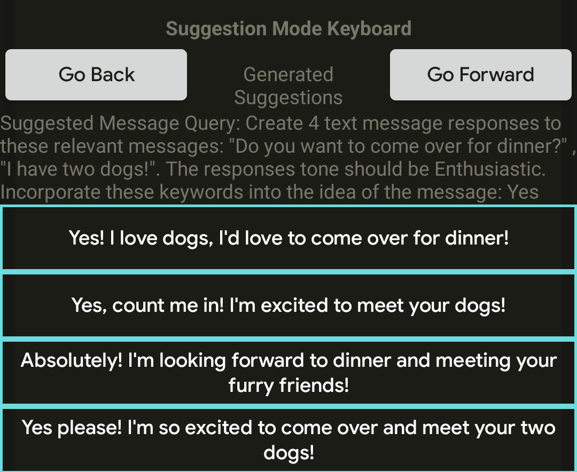 Suggestion Mode Keyboard
Go Back
Generated
Suggestions
Go Forward
Suggested Message Query: Create 4 text message responses to
these relevant messages: "Do you want to come over for dinner?" ,
"I have two dogs!". The responses tone should be Enthusiastic.
Incorporate these keywords into the idea of the message: Yes
Yes! I love dogs, I'd love to come over for dinner!
Yes, count me in! I'm excited to meet your dogs!
Absolutely! I'm looking forward to dinner and meeting your
furry friends!
Yes please! I'm so excited to come over and meet your two
dogs!